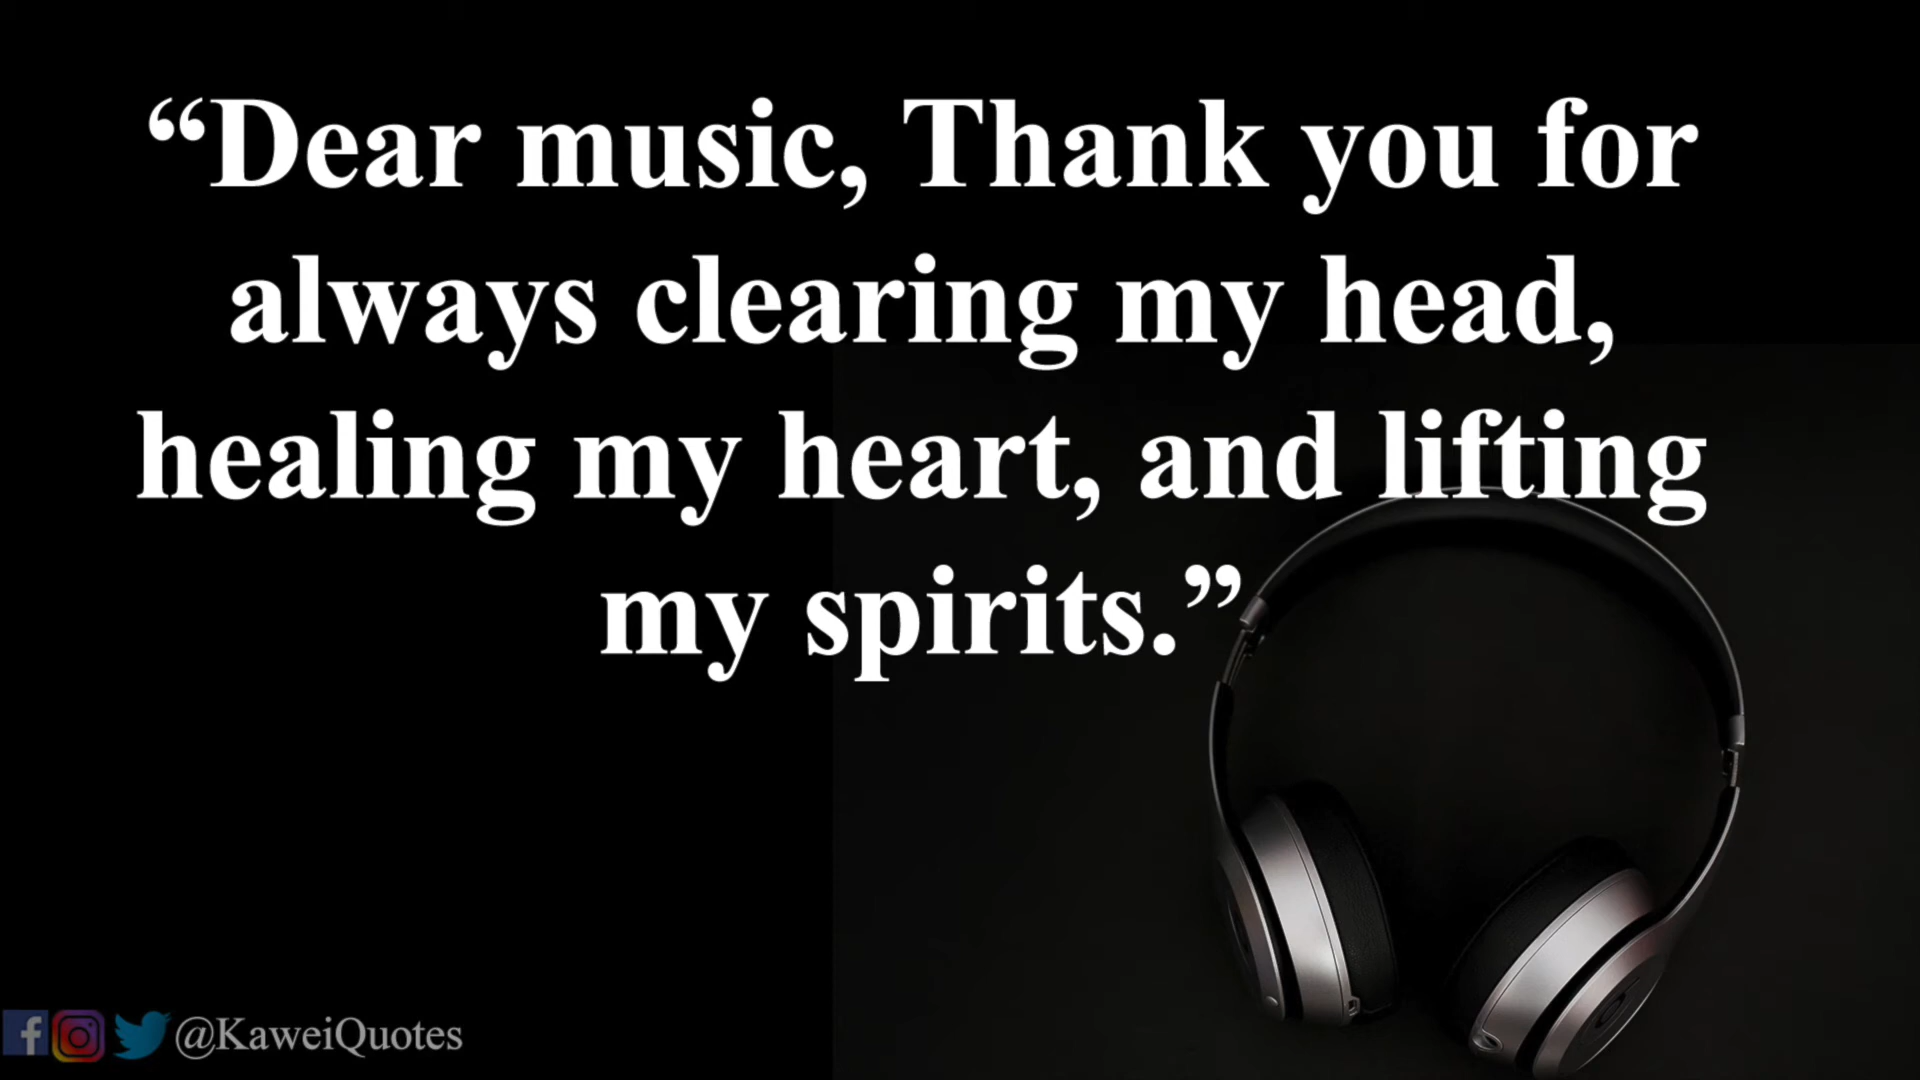 “Dear music, Thank you for
always clearing my head,
healing my heart, and lifting
my spirits.”
@KaweiQuotes